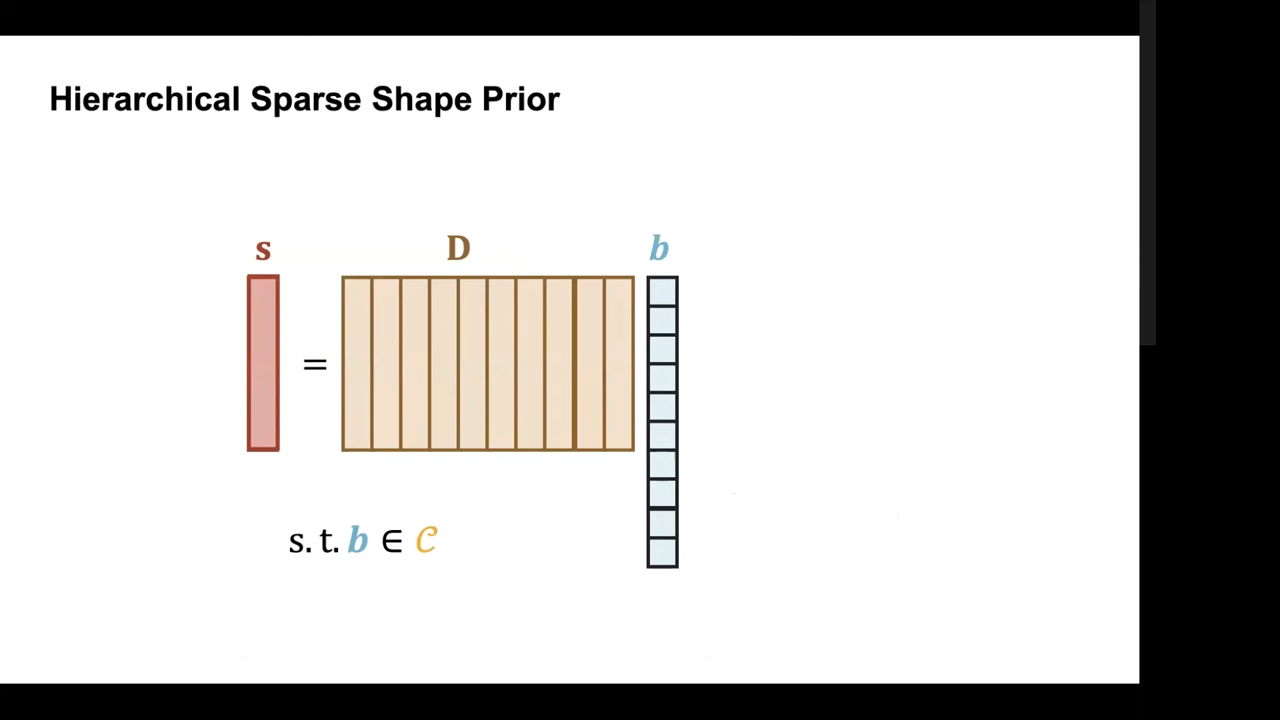 Hierarchical Sparse Shape Prior
s D b
=
s. t. b ∈ 𝒞